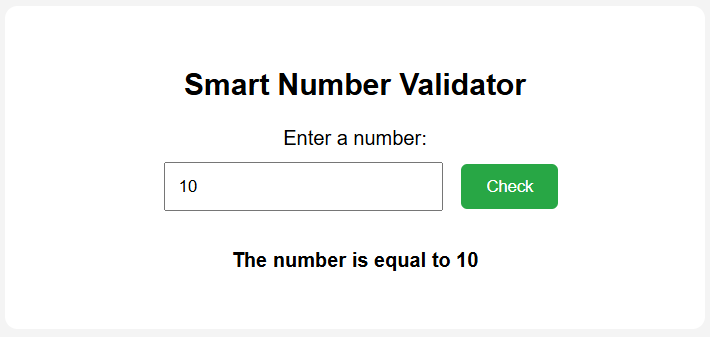 Smart Number Validator
Enter a number:
10 Check
The number is equal to 10